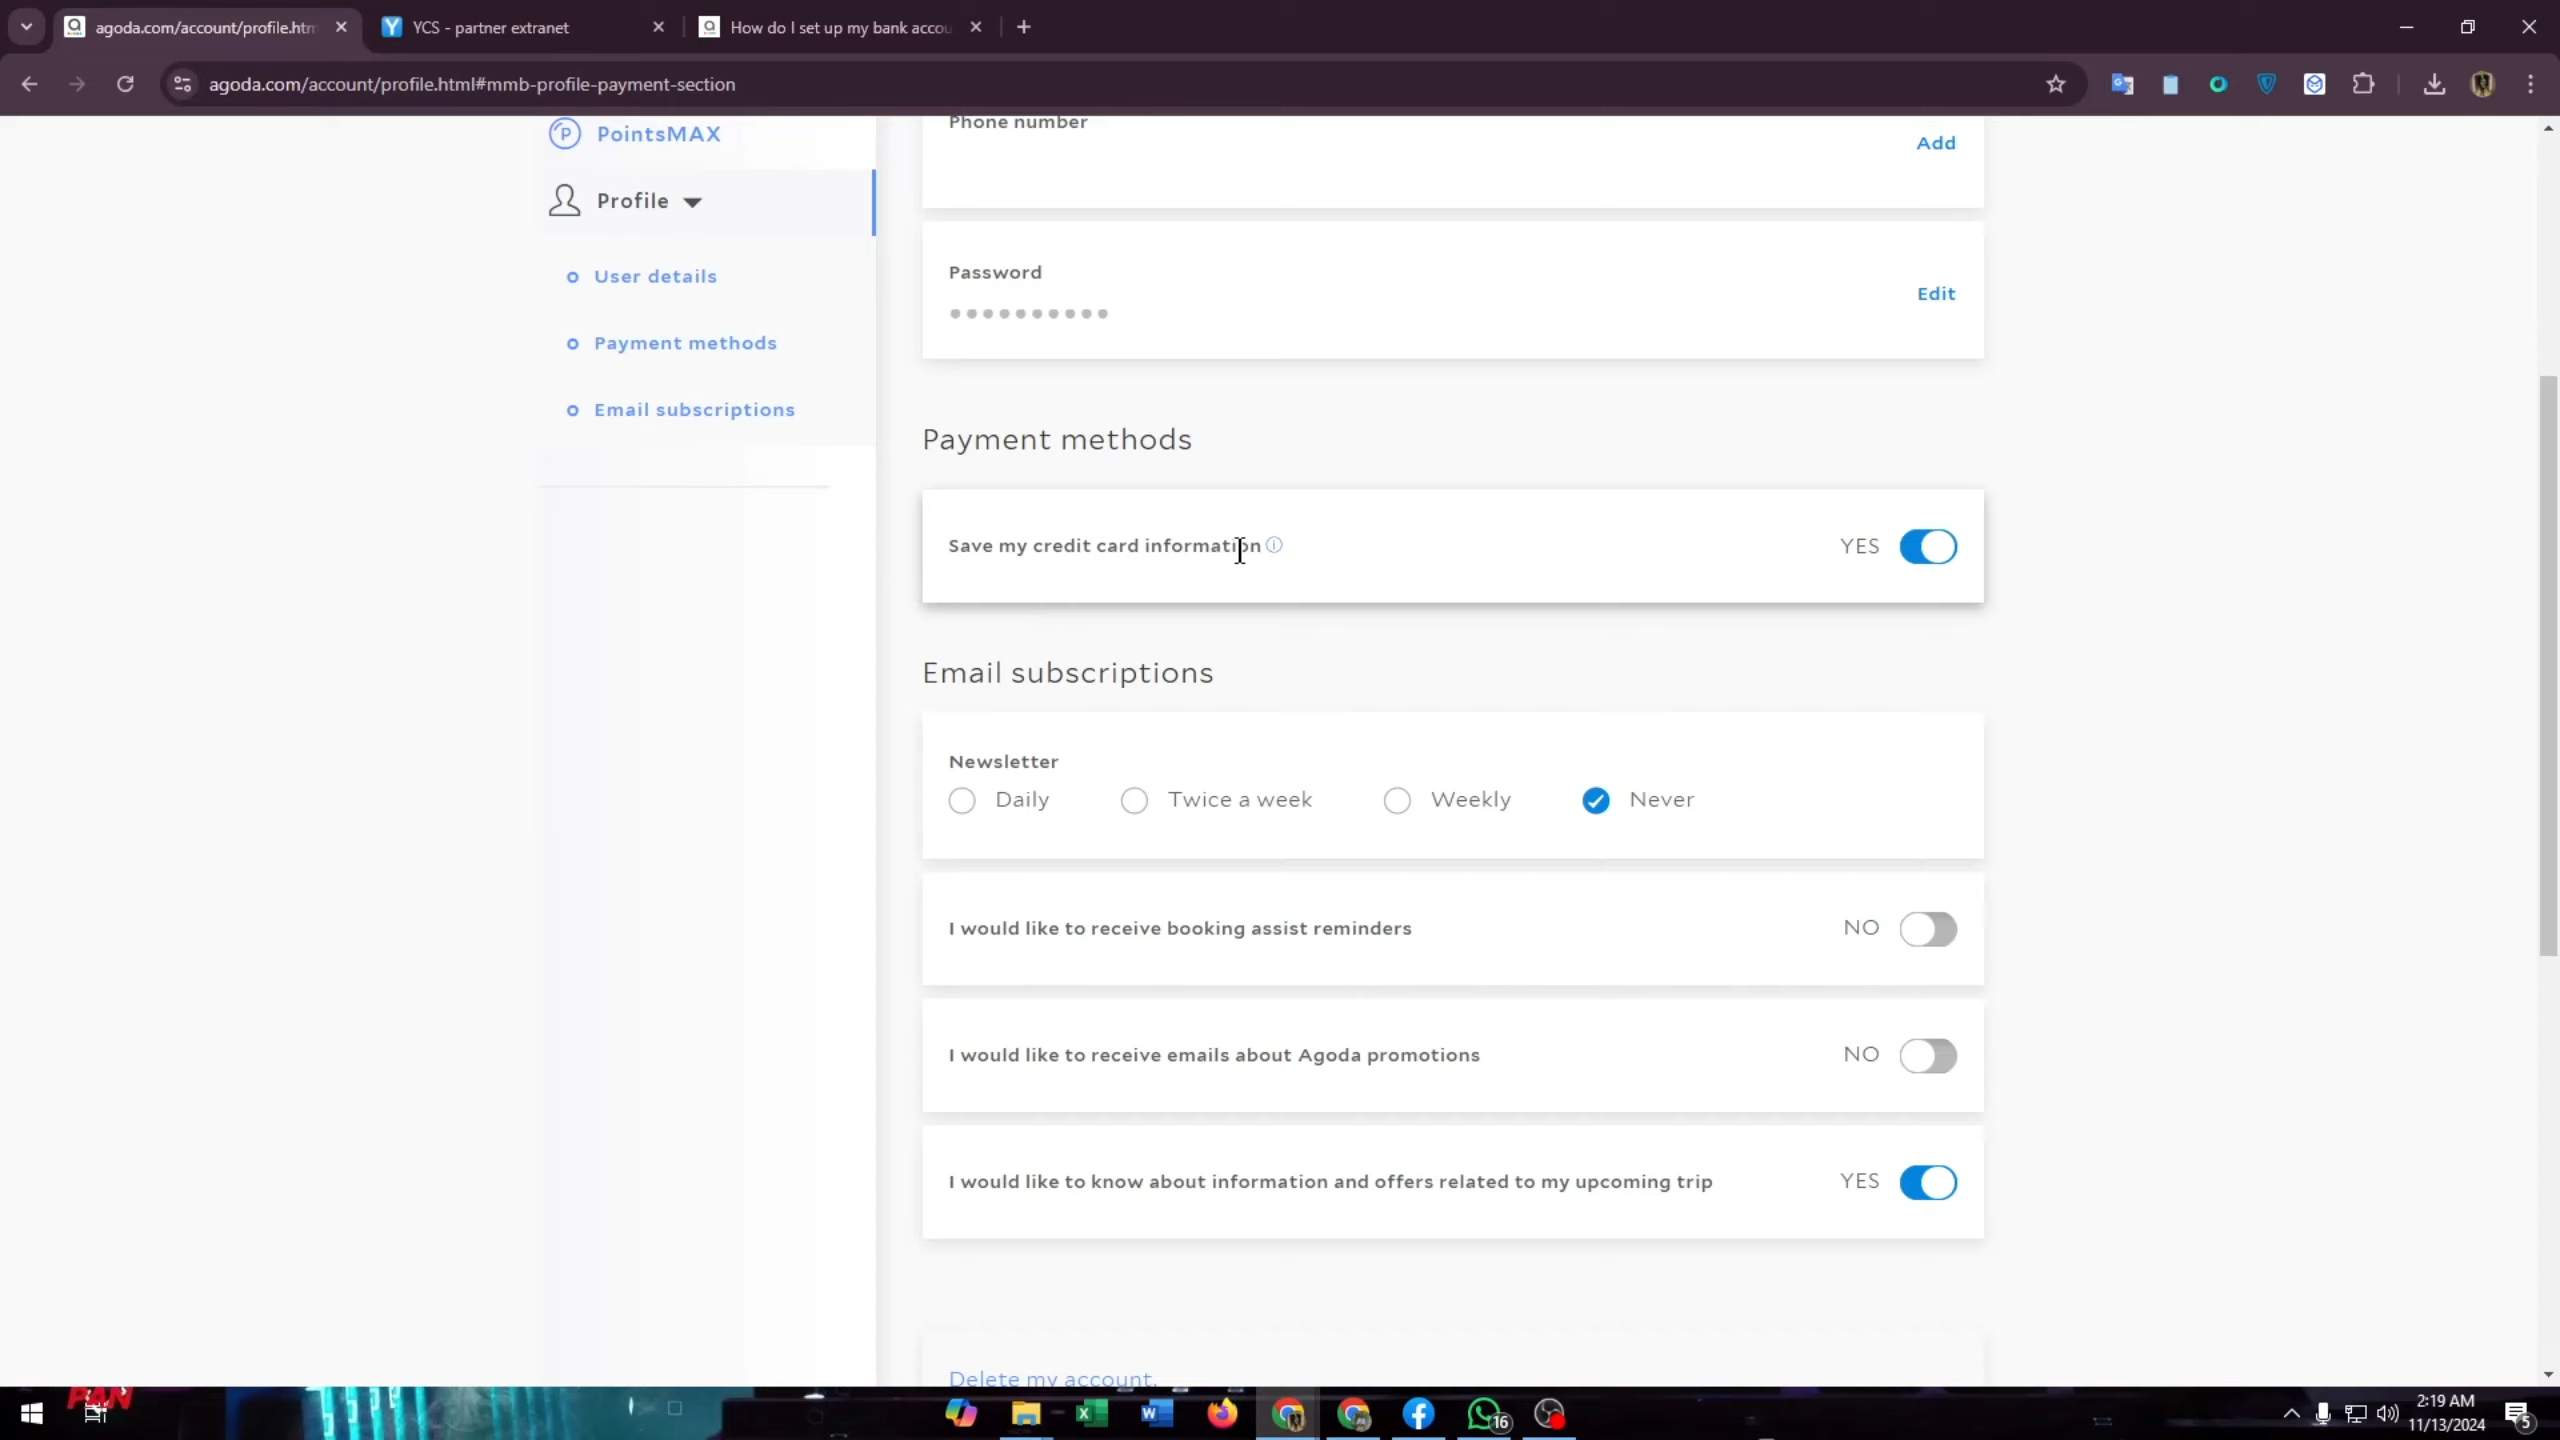 agoda.com/account/profile.htm
YCS - partner extranet
How do I set up my bank accou
agoda.com/account/profile.html#mmb-profile-payment-section
PointsMAX
Profile
User details
Payment methods
Email subscriptions
Phone number
Add
Password
Edit
Payment methods
Save my credit card information
YES
Email subscriptions
Newsletter
Daily
Twice a week
Weekly
Never
I would like to receive booking assist reminders
NO
I would like to receive emails about Agoda promotions
NO
I would like to know about information and offers related to my upcoming trip
YES
Delete my account.
PAN
16
2:19 AM
11/13/2024
5